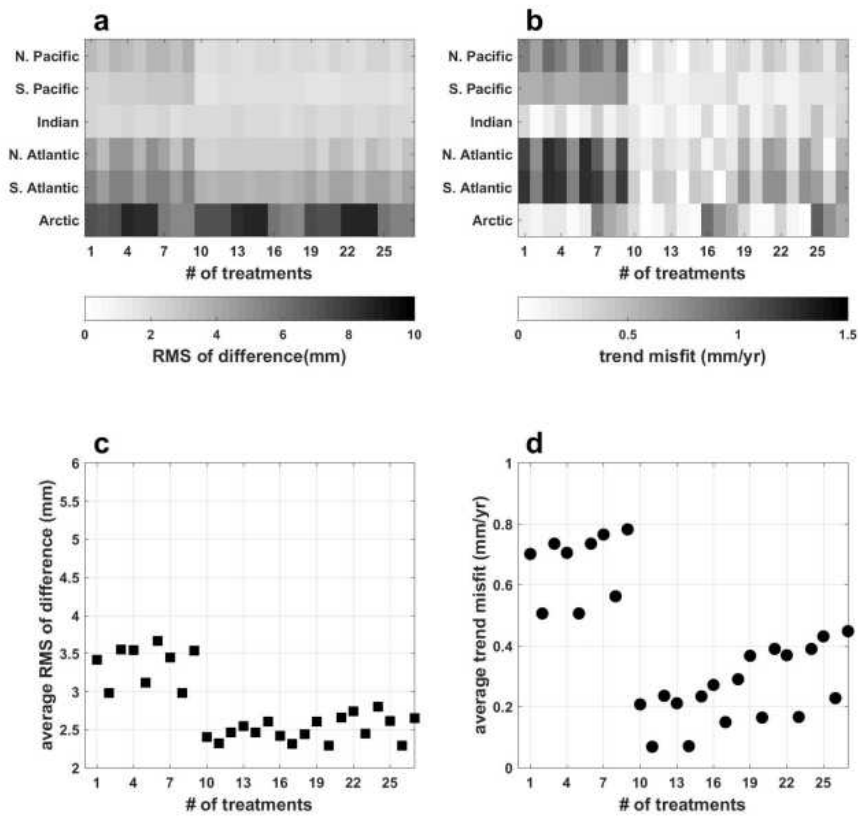 a
N. Pacific
S. Pacific
Indian
N. Atlantic
S. Atlantic
Arctic
1 4 7 10 13 16 19 22 25
# of treatments
0 2 4 6 8 10
RMS of difference(mm)
b
N. Pacific
S. Pacific
Indian
N. Atlantic
S. Atlantic
Arctic
1 4 7 10 13 16 19 22 25
# of treatments
0 0.5 1 1.5
trend misfit (mm/yr)
c
average RMS of difference (mm)
6
5.5
5
4.5
4
3.5
3
2.5
2
1 4 7 10 13 16 19 22 25
# of treatments
d
average trend misfit (mm/yr)
1
0.8
0.6
0.4
0.2
0
1 4 7 10 13 16 19 22 25
# of treatments